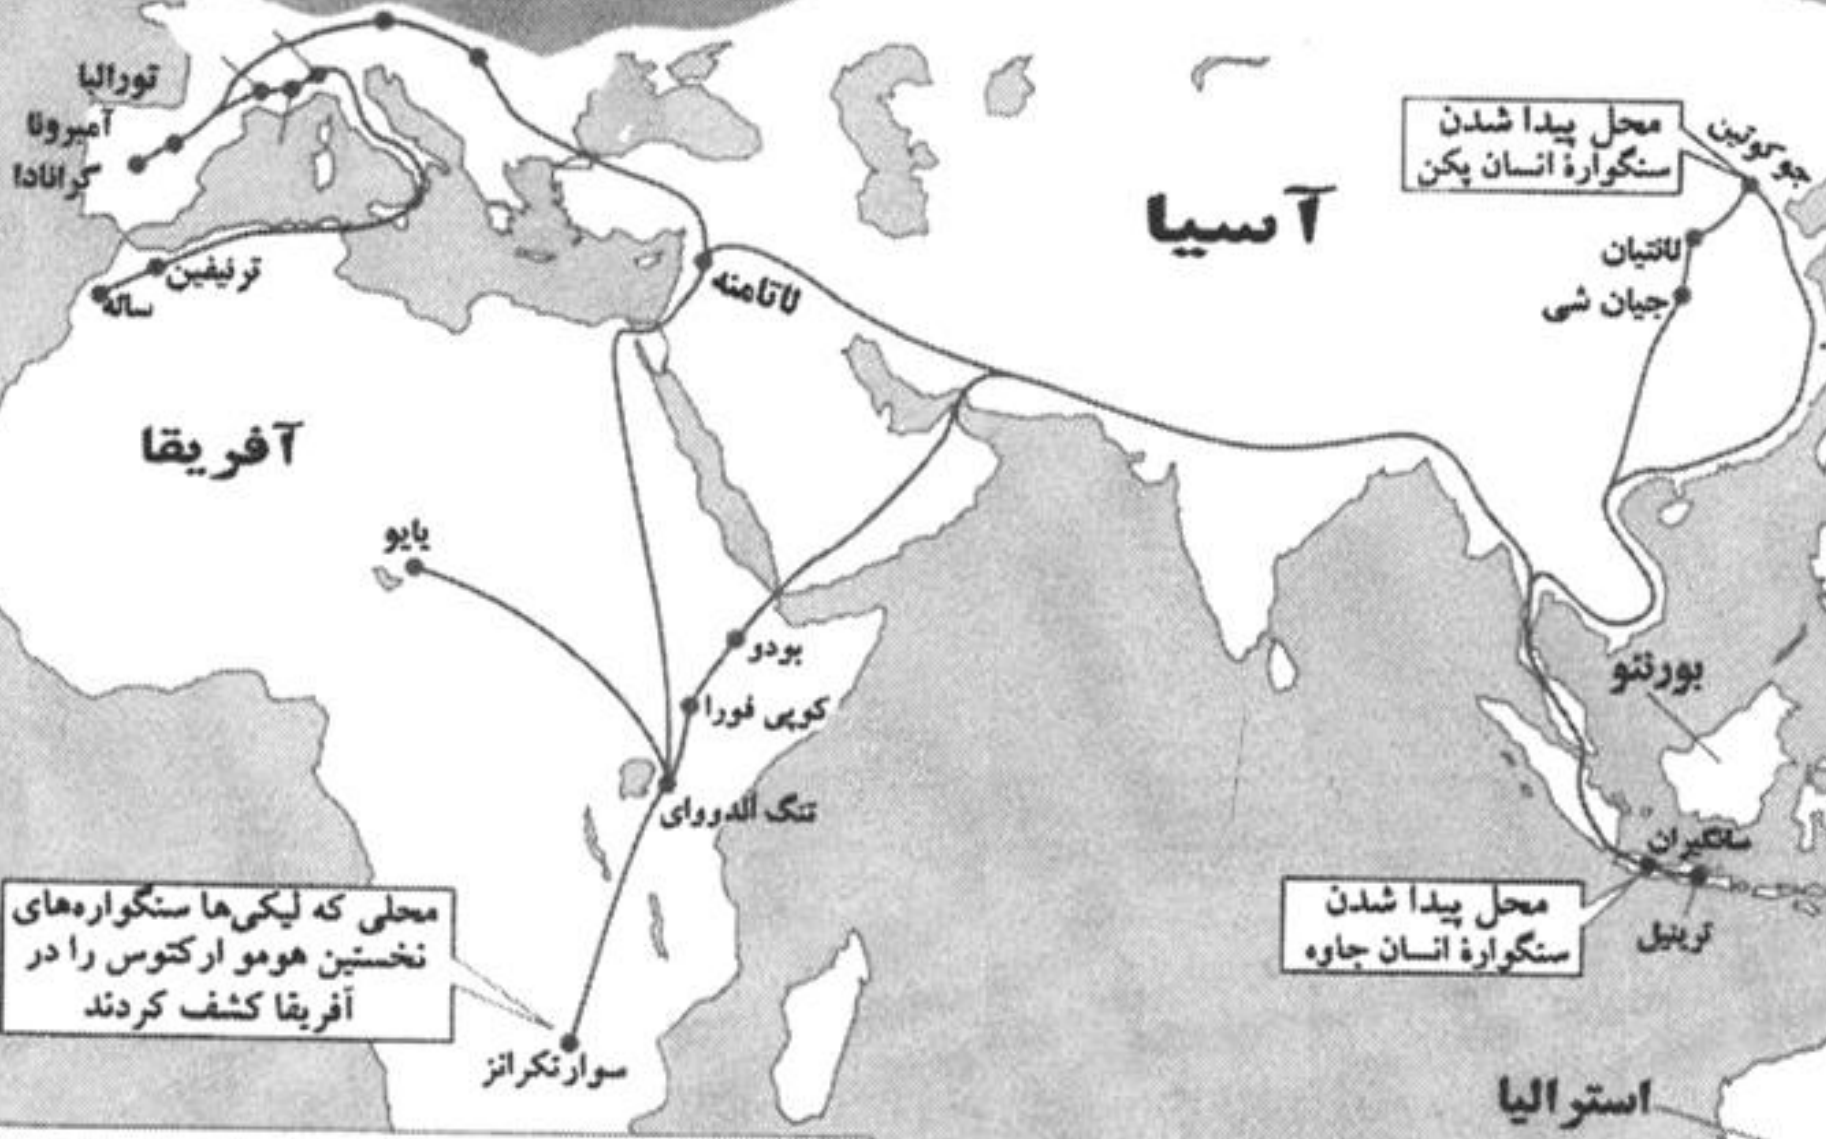 تورالبا
آمبرونا
گرانادا
ترنیفین
ساله
لاتامنه
آسیا
محل پیدا شدن
سنگوارهٔ انسان پکن
جوکوتین
لانتیان
جیان شی
آفریقا
یایو
بودو
کوپی فورا
تنگ اُلدووای
محلی که لیکی‌ها سنگواره‌های
نخستین هومو ارکتوس را در
آفریقا کشف کردند
سوارتکرانز
بورنئو
سانگیران
محل پیدا شدن
سنگوارهٔ انسان جاوه
ترینیل
استرالیا